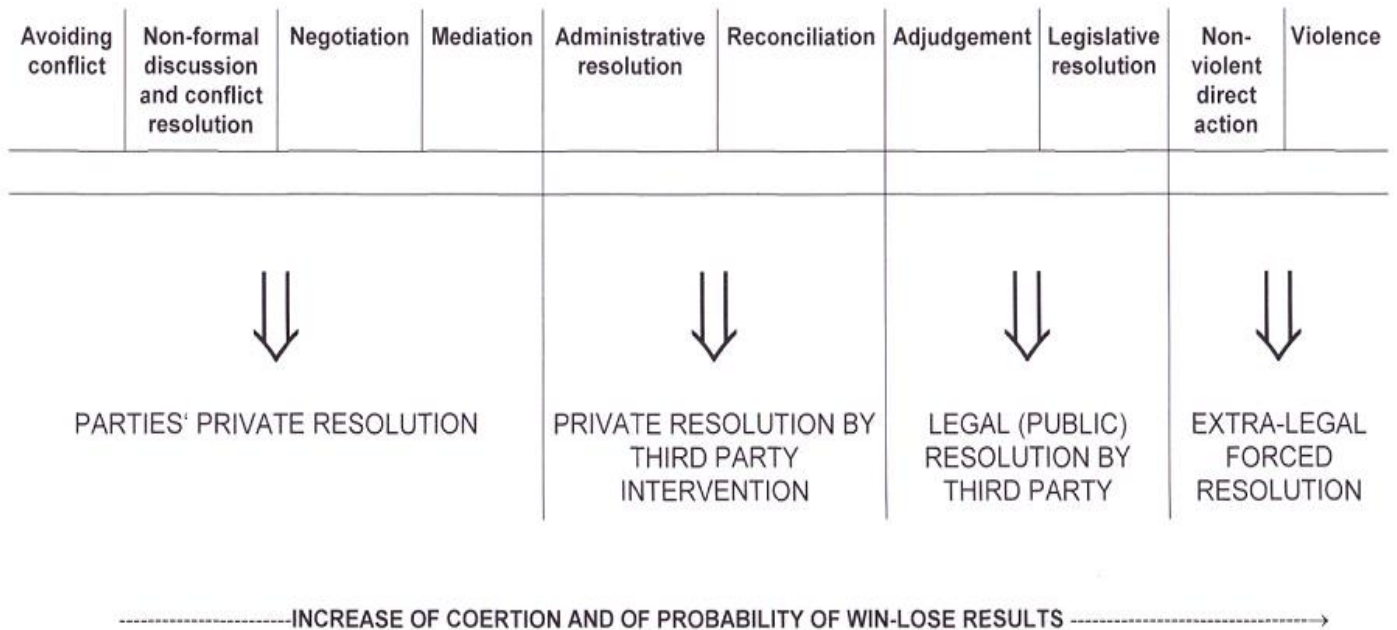 Avoiding
conflict
Non-formal
discussion
and conflict
resolution
Negotiation
Mediation
Administrative
resolution
Reconciliation
Adjudgement
Legislative
resolution
Non-
violent
direct
action
Violence
PARTIES' PRIVATE RESOLUTION
PRIVATE RESOLUTION BY
THIRD PARTY
INTERVENTION
LEGAL (PUBLIC)
RESOLUTION BY
THIRD PARTY
EXTRA-LEGAL
FORCED
RESOLUTION
INCREASE OF COERTION AND OF PROBABILITY OF WIN-LOSE RESULTS